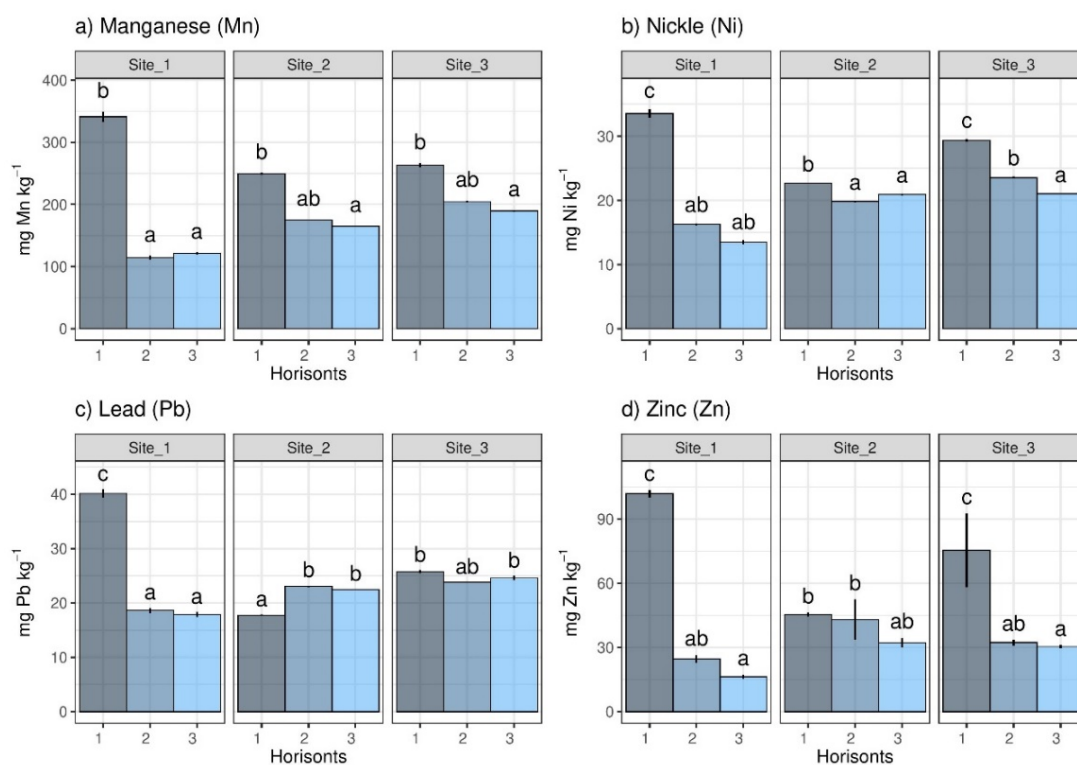 a) Manganese (Mn)
Site_1 Site_2 Site_3
mg Mn kg⁻¹
400
300
200
100
0
b a a
b ab a
b ab a
1 2 3 1 2 3 1 2 3
Horisonts
b) Nickle (Ni)
Site_1 Site_2 Site_3
mg Ni kg⁻¹
30
20
10
0
c ab ab
b a a
c b a
1 2 3 1 2 3 1 2 3
Horisonts
c) Lead (Pb)
Site_1 Site_2 Site_3
mg Pb kg⁻¹
40
30
20
10
0
c a a
a b b
b ab b
1 2 3 1 2 3 1 2 3
Horisonts
d) Zinc (Zn)
Site_1 Site_2 Site_3
mg Zn kg⁻¹
90
60
30
0
c ab a
b b ab
c ab a
1 2 3 1 2 3 1 2 3
Horisonts